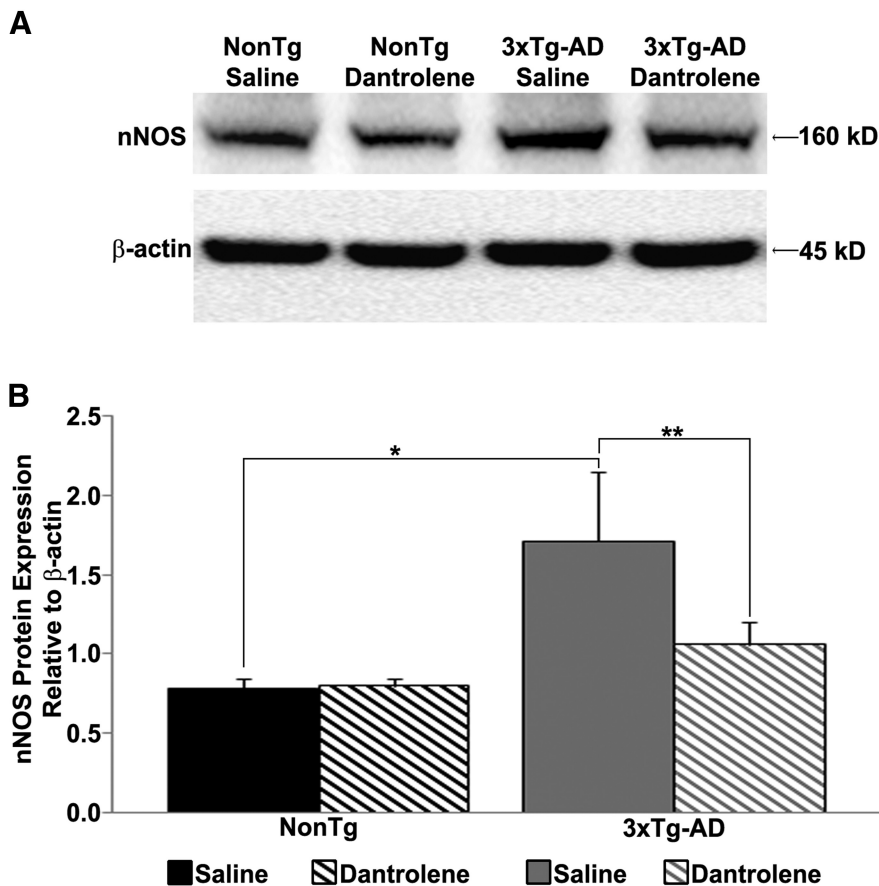 A
NonTg NonTg 3xTg-AD 3xTg-AD
Saline Dantrolene Saline Dantrolene
nNOS ←160 kD
β-actin ←45 kD
B
nNOS Protein Expression
Relative to β-actin
2.5
2.0
1.5
1.0
0.5
0.0
*
**
NonTg 3xTg-AD
Saline Dantrolene Saline Dantrolene